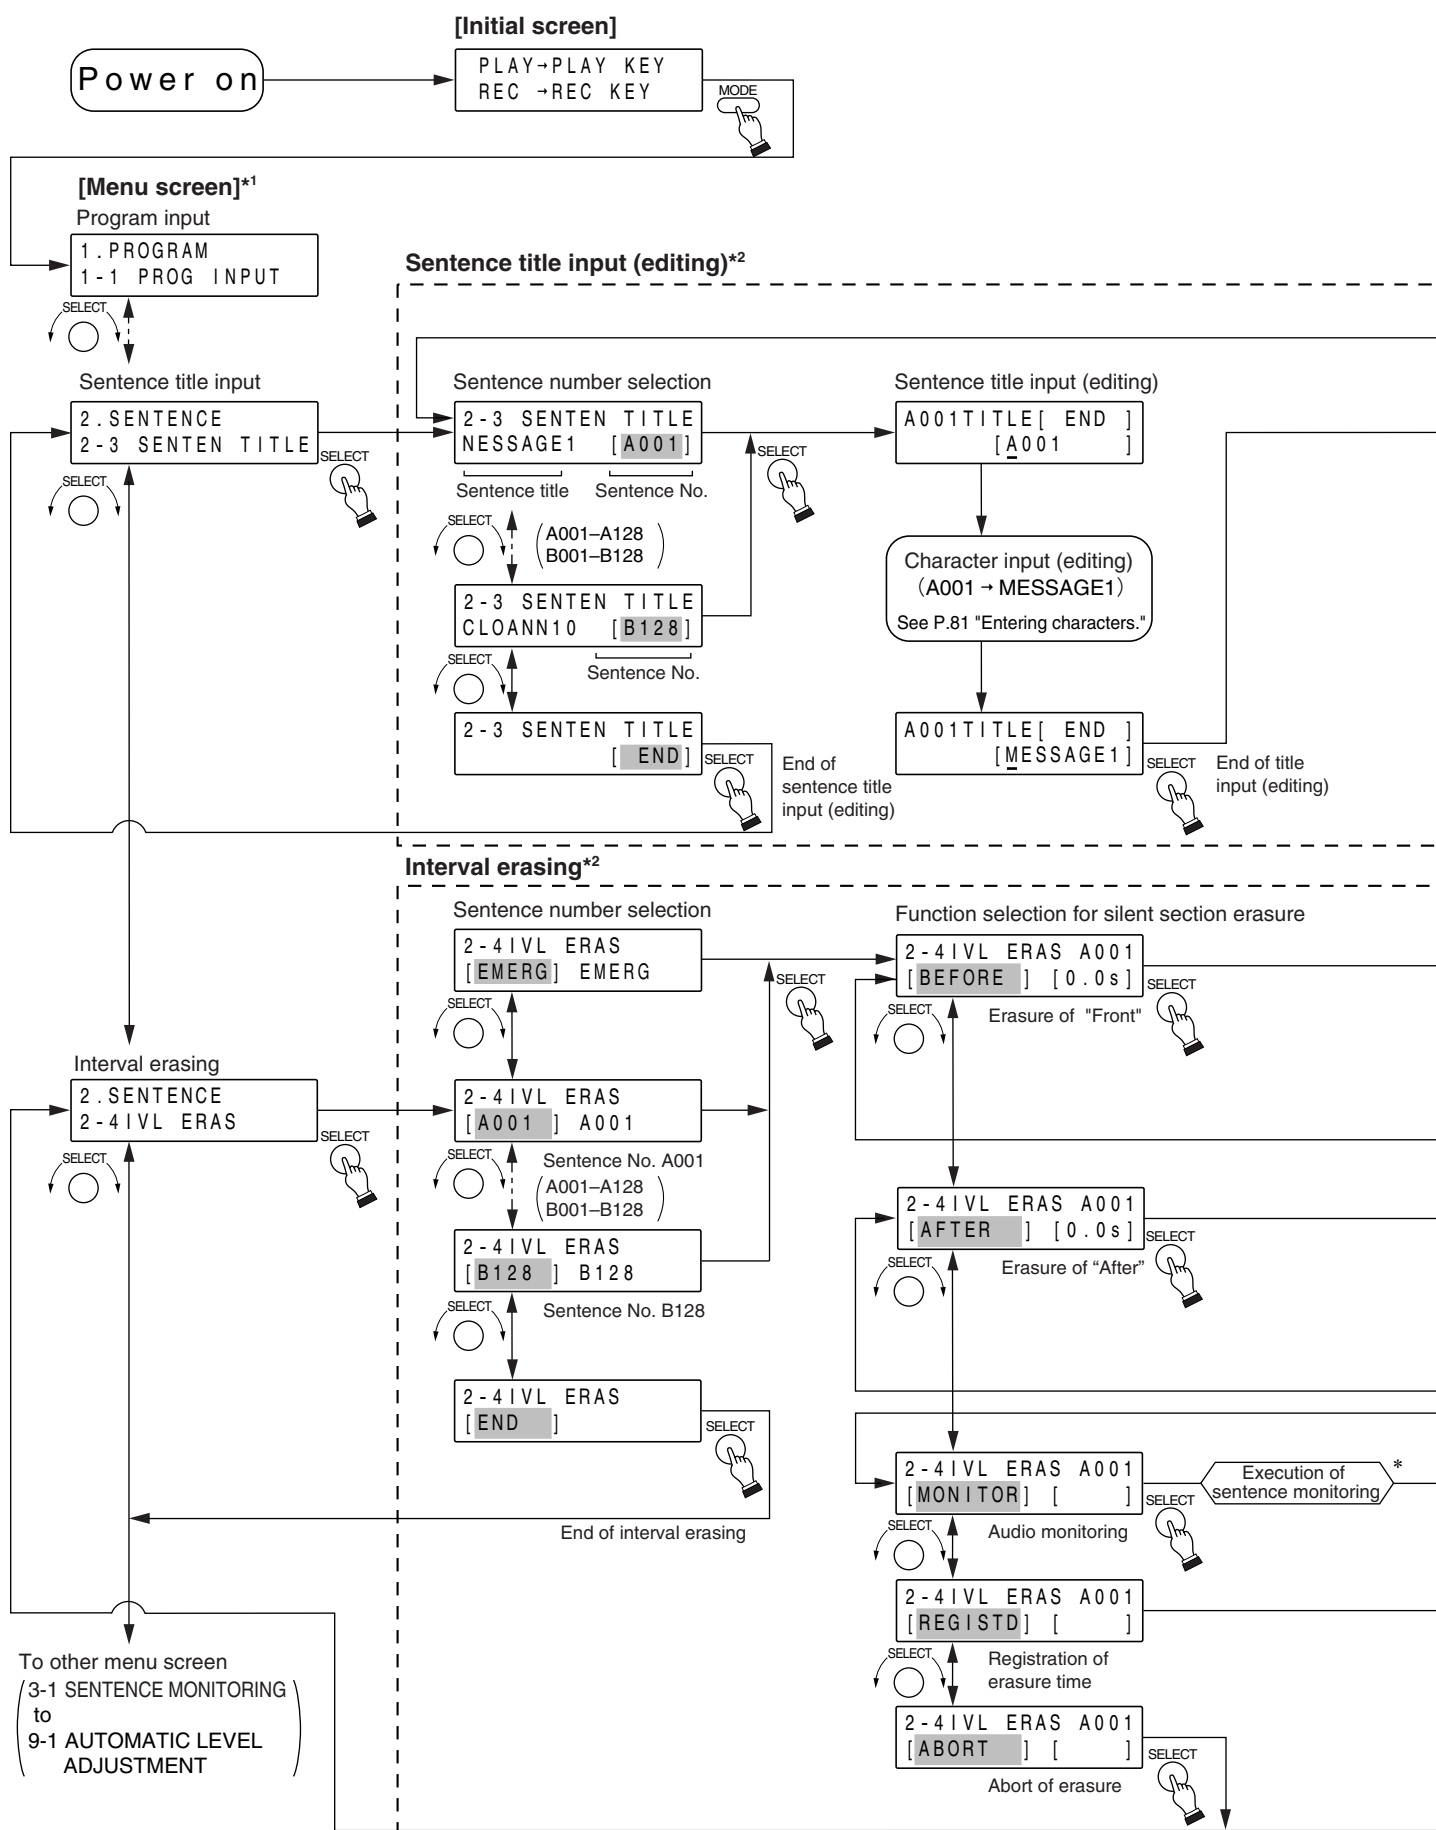 [Initial screen]
Power on
PLAY→PLAY KEY
REC →REC KEY
MODE
[Menu screen]*1
Program input
1.PROGRAM
1-1 PROG INPUT
SELECT
Sentence title input (editing)*2
Sentence title input
2.SENTENCE
2-3 SENTEN TITLE
SELECT
SELECT
Sentence number selection
2-3 SENTEN TITLE
NESSAGE1 [A001]
Sentence title
Sentence No.
SELECT
SELECT
(A001–A128
B001–B128)
2-3 SENTEN TITLE
CLOANN10 [B128]
Sentence No.
SELECT
2-3 SENTEN TITLE
[ END]
SELECT
End of
sentence title
input (editing)
Sentence title input (editing)
A001TITLE[ END ]
[A001 ]
Character input (editing)
(A001→MESSAGE1)
See P.81 "Entering characters."
A001TITLE[ END ]
[MESSAGE1]
SELECT
End of title
input (editing)
Interval erasing*2
Interval erasing
2.SENTENCE
2-4IVL ERAS
SELECT
SELECT
Sentence number selection
2-4IVL ERAS
[EMERG] EMERG
SELECT
SELECT
2-4IVL ERAS
[A001 ] A001
Sentence No. A001
SELECT
(A001–A128
B001–B128)
2-4IVL ERAS
[B128 ] B128
Sentence No. B128
SELECT
2-4IVL ERAS
[END ]
SELECT
End of interval erasing
Function selection for silent section erasure
2-4IVL ERAS A001
[BEFORE ] [0.0s]
SELECT
SELECT
Erasure of "Front"
2-4IVL ERAS A001
[AFTER ] [0.0s]
SELECT
SELECT
Erasure of “After”
2-4IVL ERAS A001
[MONITOR] [ ]
SELECT
Execution of
sentence monitoring
*
SELECT
Audio monitoring
2-4IVL ERAS A001
[REGISTD] [ ]
SELECT
Registration of
erasure time
2-4IVL ERAS A001
[ABORT ] [ ]
SELECT
Abort of erasure
To other menu screen
(3-1 SENTENCE MONITORING
to
9-1 AUTOMATIC LEVEL
ADJUSTMENT)